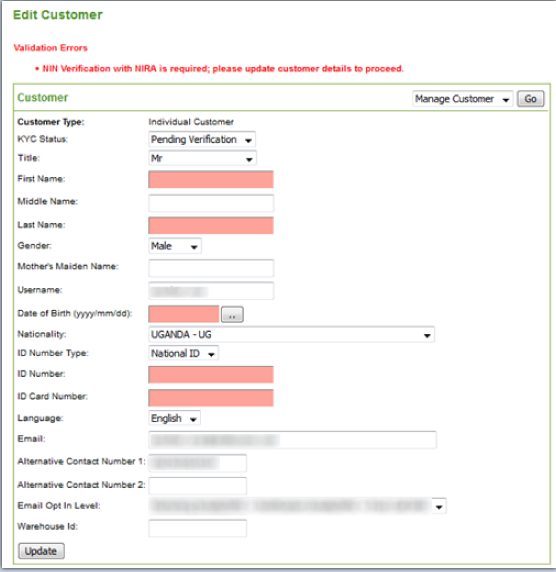 Edit Customer
Validation Errors
• NIN Verification with NIRA is required; please update customer details to proceed.
Customer Manage Customer Go
Customer Type: Individual Customer
KYC Status: Pending Verification
Title: Mr
First Name:
Middle Name:
Last Name:
Gender: Male
Mother's Maiden Name:
Username:
Date of Birth (yyyy/mm/dd): ..
Nationality: UGANDA - UG
ID Number Type: National ID
ID Number:
ID Card Number:
Language: English
Email:
Alternative Contact Number 1:
Alternative Contact Number 2:
Email Opt In Level:
Warehouse Id:
Update